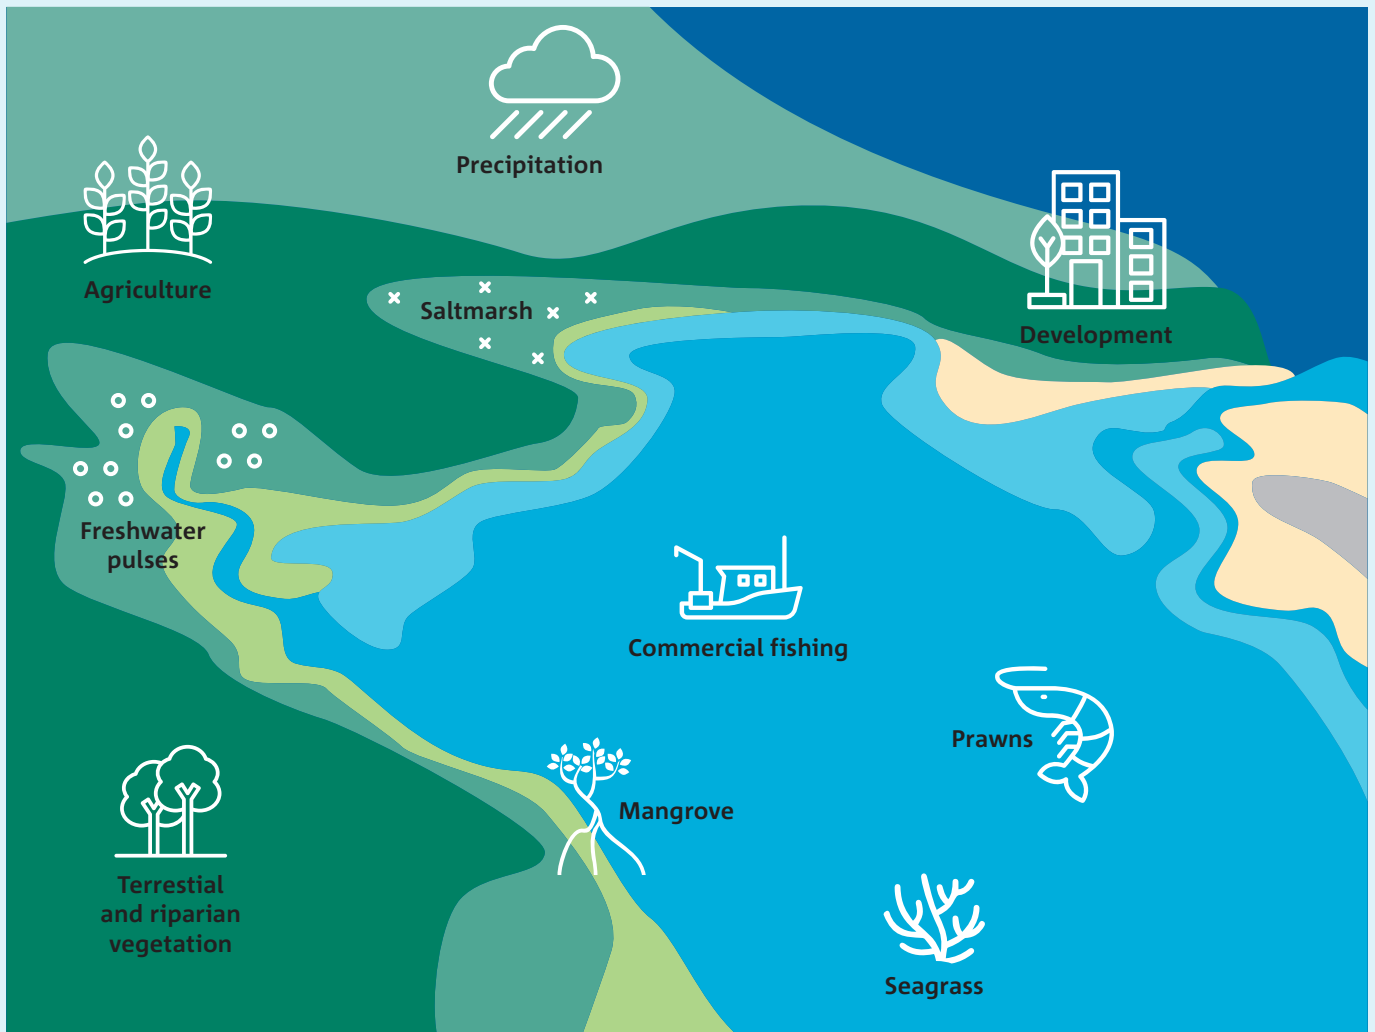 Precipitation
Agriculture
Saltmarsh
Development
Freshwater
pulses
Commercial fishing
Prawns
Mangrove
Terrestial
and riparian
vegetation
Seagrass